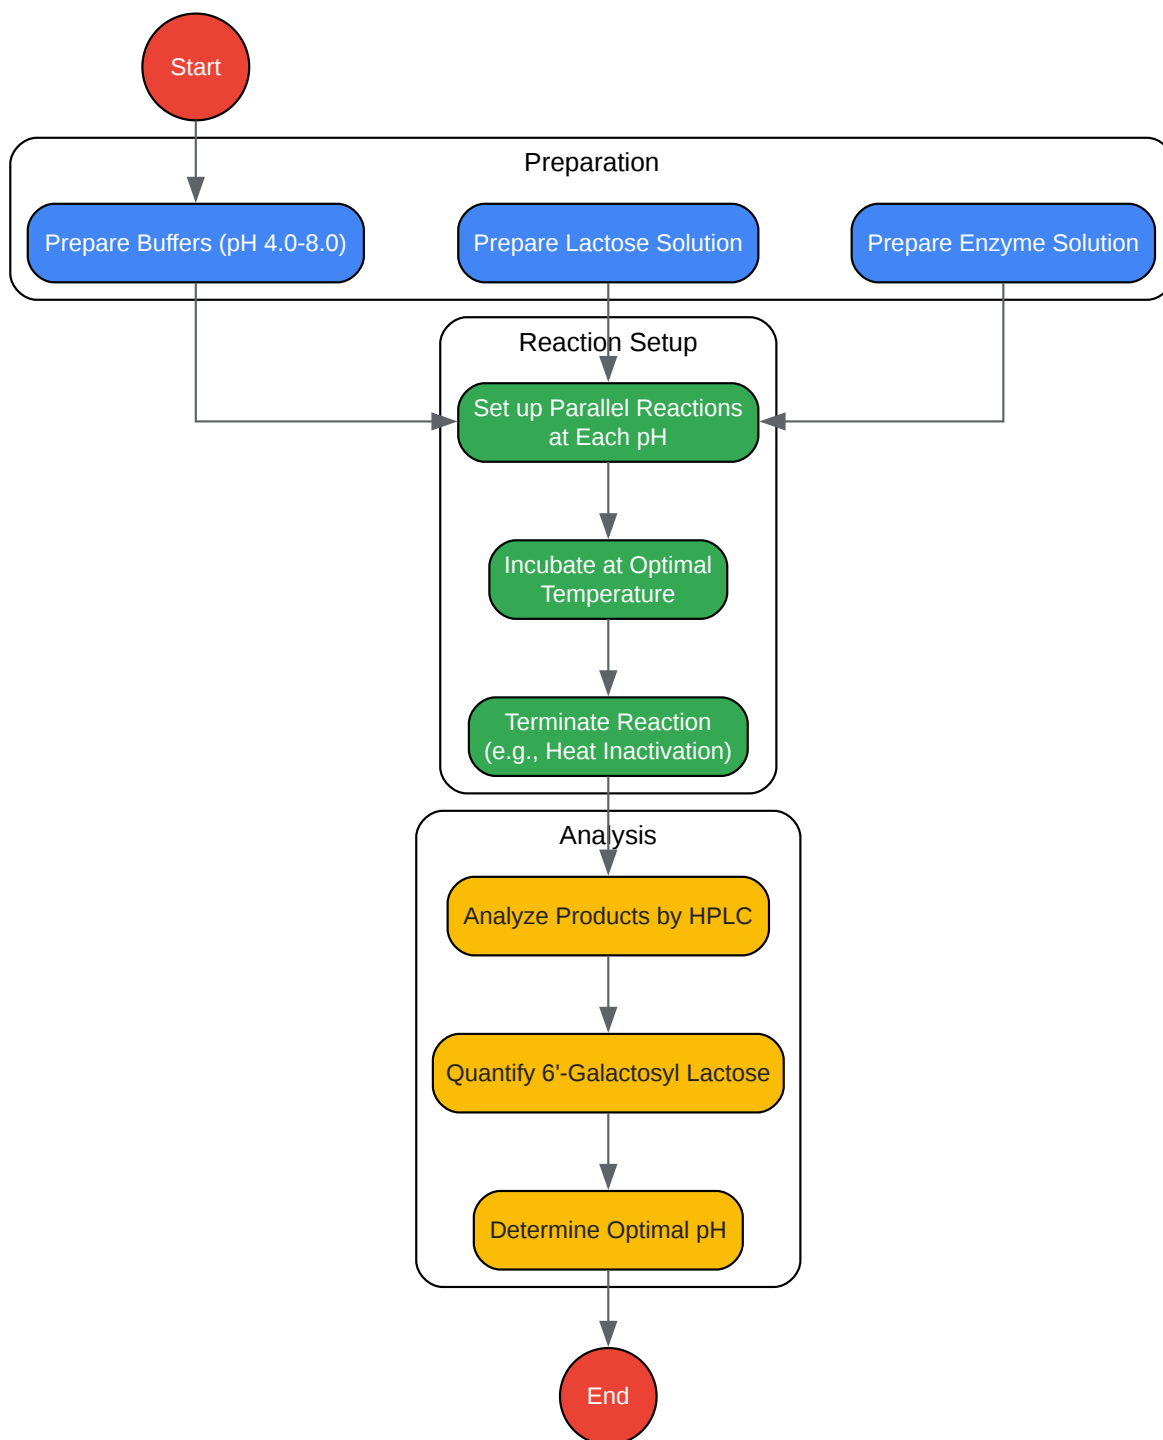 Start
Preparation
Prepare Buffers (pH 4.0-8.0)
Prepare Lactose Solution
Prepare Enzyme Solution
Reaction Setup
Set up Parallel Reactions
at Each pH
Incubate at Optimal
Temperature
Terminate Reaction
(e.g., Heat Inactivation)
Analysis
Analyze Products by HPLC
Quantify 6'-Galactosyl Lactose
Determine Optimal pH
End